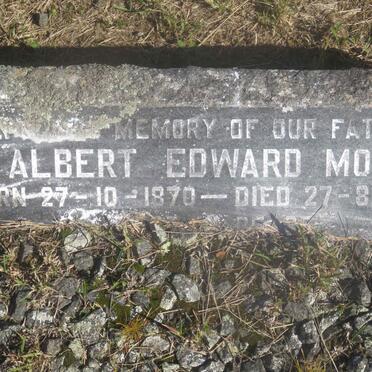 MEMORY OF OUR FAT
ALBERT EDWARD MO
RN 27-10-1870 — DIED 27-8